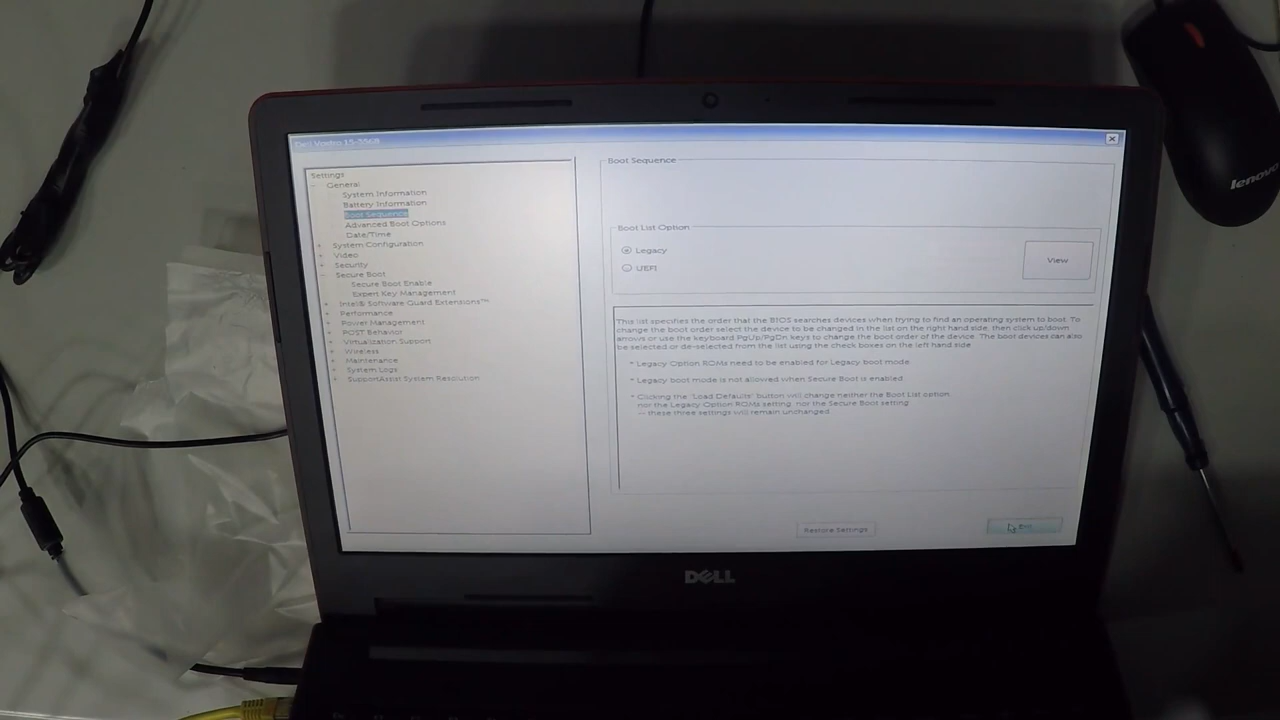 Dell Vostro 15-3568
Settings
General
System Information
Battery Information
Boot Sequence
Advanced Boot Options
Date/Time
System Configuration
Video
Security
Secure Boot
Secure Boot Enable
Expert Key Management
Intel® Software Guard Extensions™
Performance
Power Management
POST Behavior
Virtualization Support
Wireless
Maintenance
System Logs
SupportAssist System Resolution
Boot Sequence
Boot List Option
Legacy
UEFI
View
This list specifies the order that the BIOS searches devices when trying to find an operating system to boot. To
change the boot order select the device to be changed in the list on the right hand side, then click up/down
arrows or use the keyboard PgUp/PgDn keys to change the boot order of the device. The boot devices can also
be selected or de-selected from the list using the check boxes on the left hand side
* Legacy Option ROMs need to be enabled for Legacy boot mode.
* Legacy boot mode is not allowed when Secure Boot is enabled.
* Clicking the 'Load Defaults' button will change neither the Boot List option,
nor the Legacy Option ROMs setting, nor the Secure Boot setting
-- these three settings will remain unchanged.
Restore Settings
Exit
DELL
lenovo